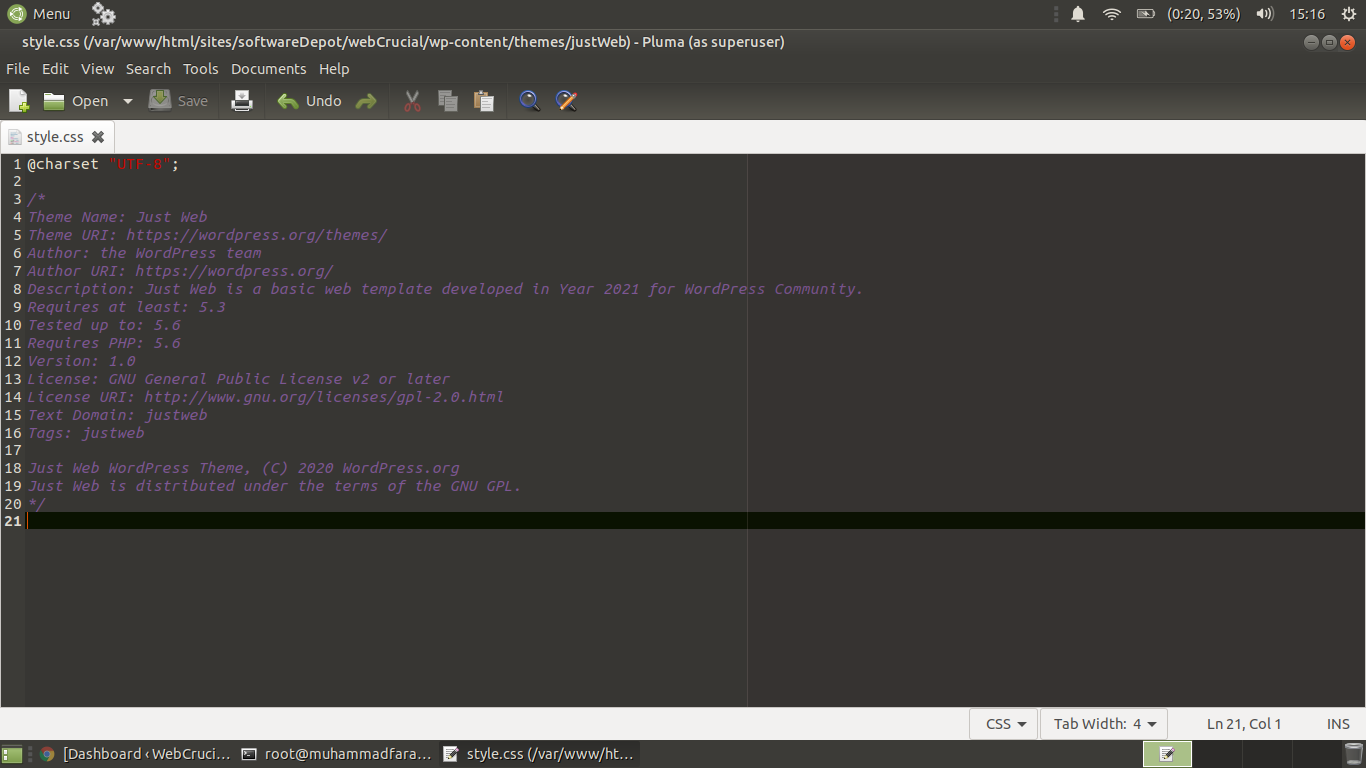 Menu (0:20, 53%) 15:16
style.css (/var/www/html/sites/softwareDepot/webCrucial/wp-content/themes/justWeb) - Pluma (as superuser)
File Edit View Search Tools Documents Help
Open Save Undo
style.css
1 @charset "UTF-8";
2
3 /*
4 Theme Name: Just Web
5 Theme URI: https://wordpress.org/themes/
6 Author: the WordPress team
7 Author URI: https://wordpress.org/
8 Description: Just Web is a basic web template developed in Year 2021 for WordPress Community.
9 Requires at least: 5.3
10 Tested up to: 5.6
11 Requires PHP: 5.6
12 Version: 1.0
13 License: GNU General Public License v2 or later
14 License URI: http://www.gnu.org/licenses/gpl-2.0.html
15 Text Domain: justweb
16 Tags: justweb
17
18 Just Web WordPress Theme, (C) 2020 WordPress.org
19 Just Web is distributed under the terms of the GNU GPL.
20 */
21
CSS Tab Width: 4 Ln 21, Col 1 INS
[Dashboard ‹ WebCruci... root@muhammadfara... style.css (/var/www/ht...